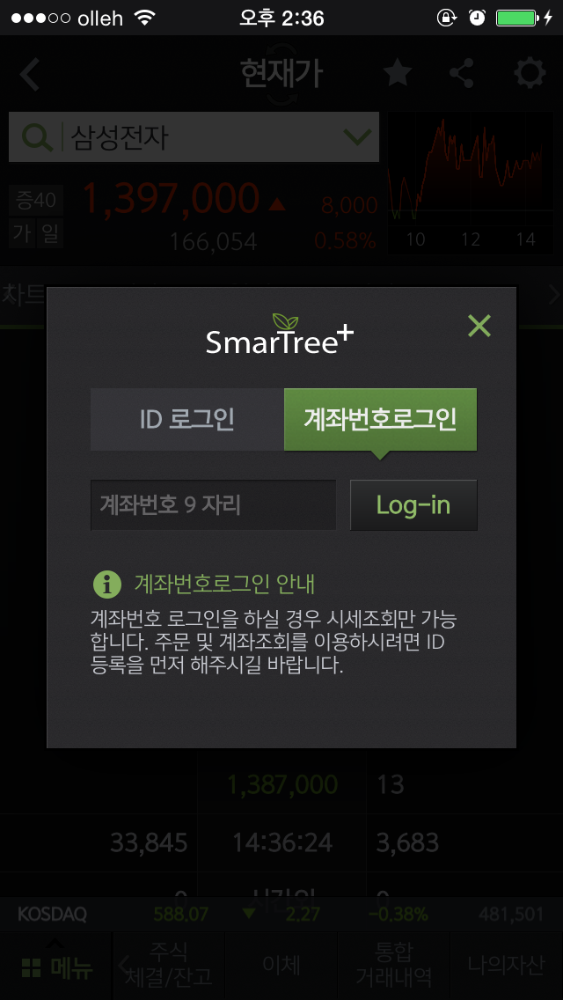 olleh 오후 2:36
현재가
삼성전자
증40 1,397,000 8,000
가 일 166,054 0.58%
10 12 14
차트
SmarTree+
ID 로그인 계좌번호로그인
계좌번호 9 자리 Log-in
계좌번호로그인 안내
계좌번호 로그인을 하실 경우 시세조회만 가능
합니다. 주문 및 계좌조회를 이용하시려면 ID
등록을 먼저 해주시길 바랍니다.
1,387,000 13
33,845 14:36:24 3,683
0 시간외 0
KOSDAQ 588.07 ▼ 2.27 -0.38% 481,501
메뉴 주식 체결/잔고 이체 통합 거래내역 나의자산